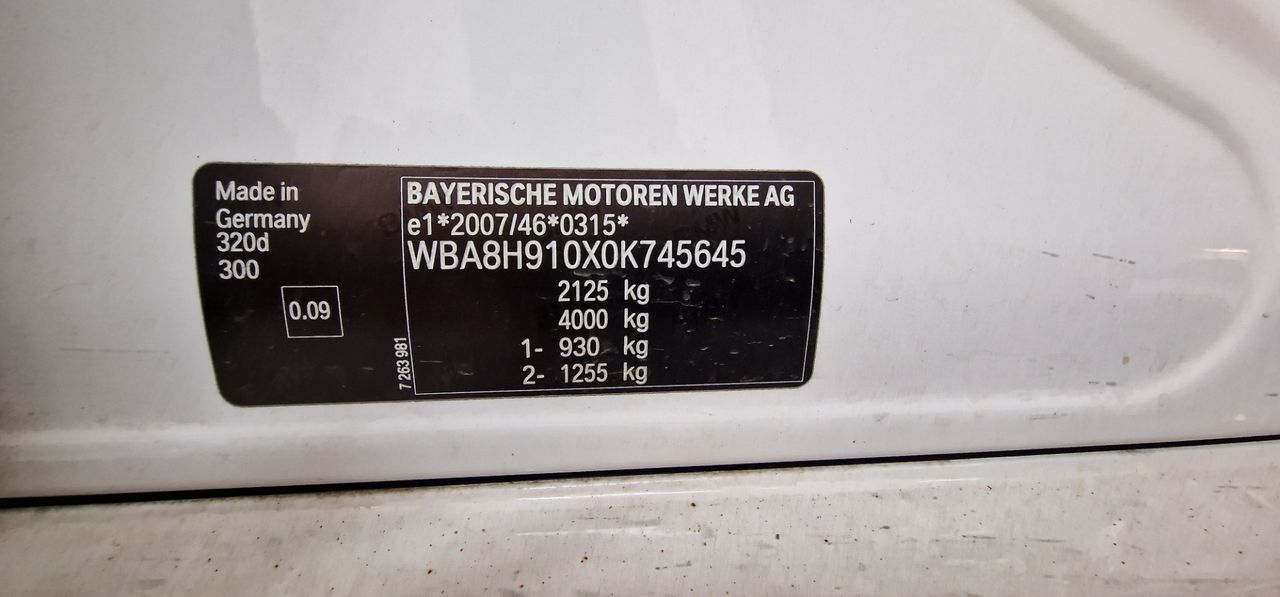 Made in
Germany
320d
300
0.09
7 263 981
BAYERISCHE MOTOREN WERKE AG
e1*2007/46*0315*
WBA8H910X0K745645
2125 kg
4000 kg
1- 930 kg
2- 1255 kg